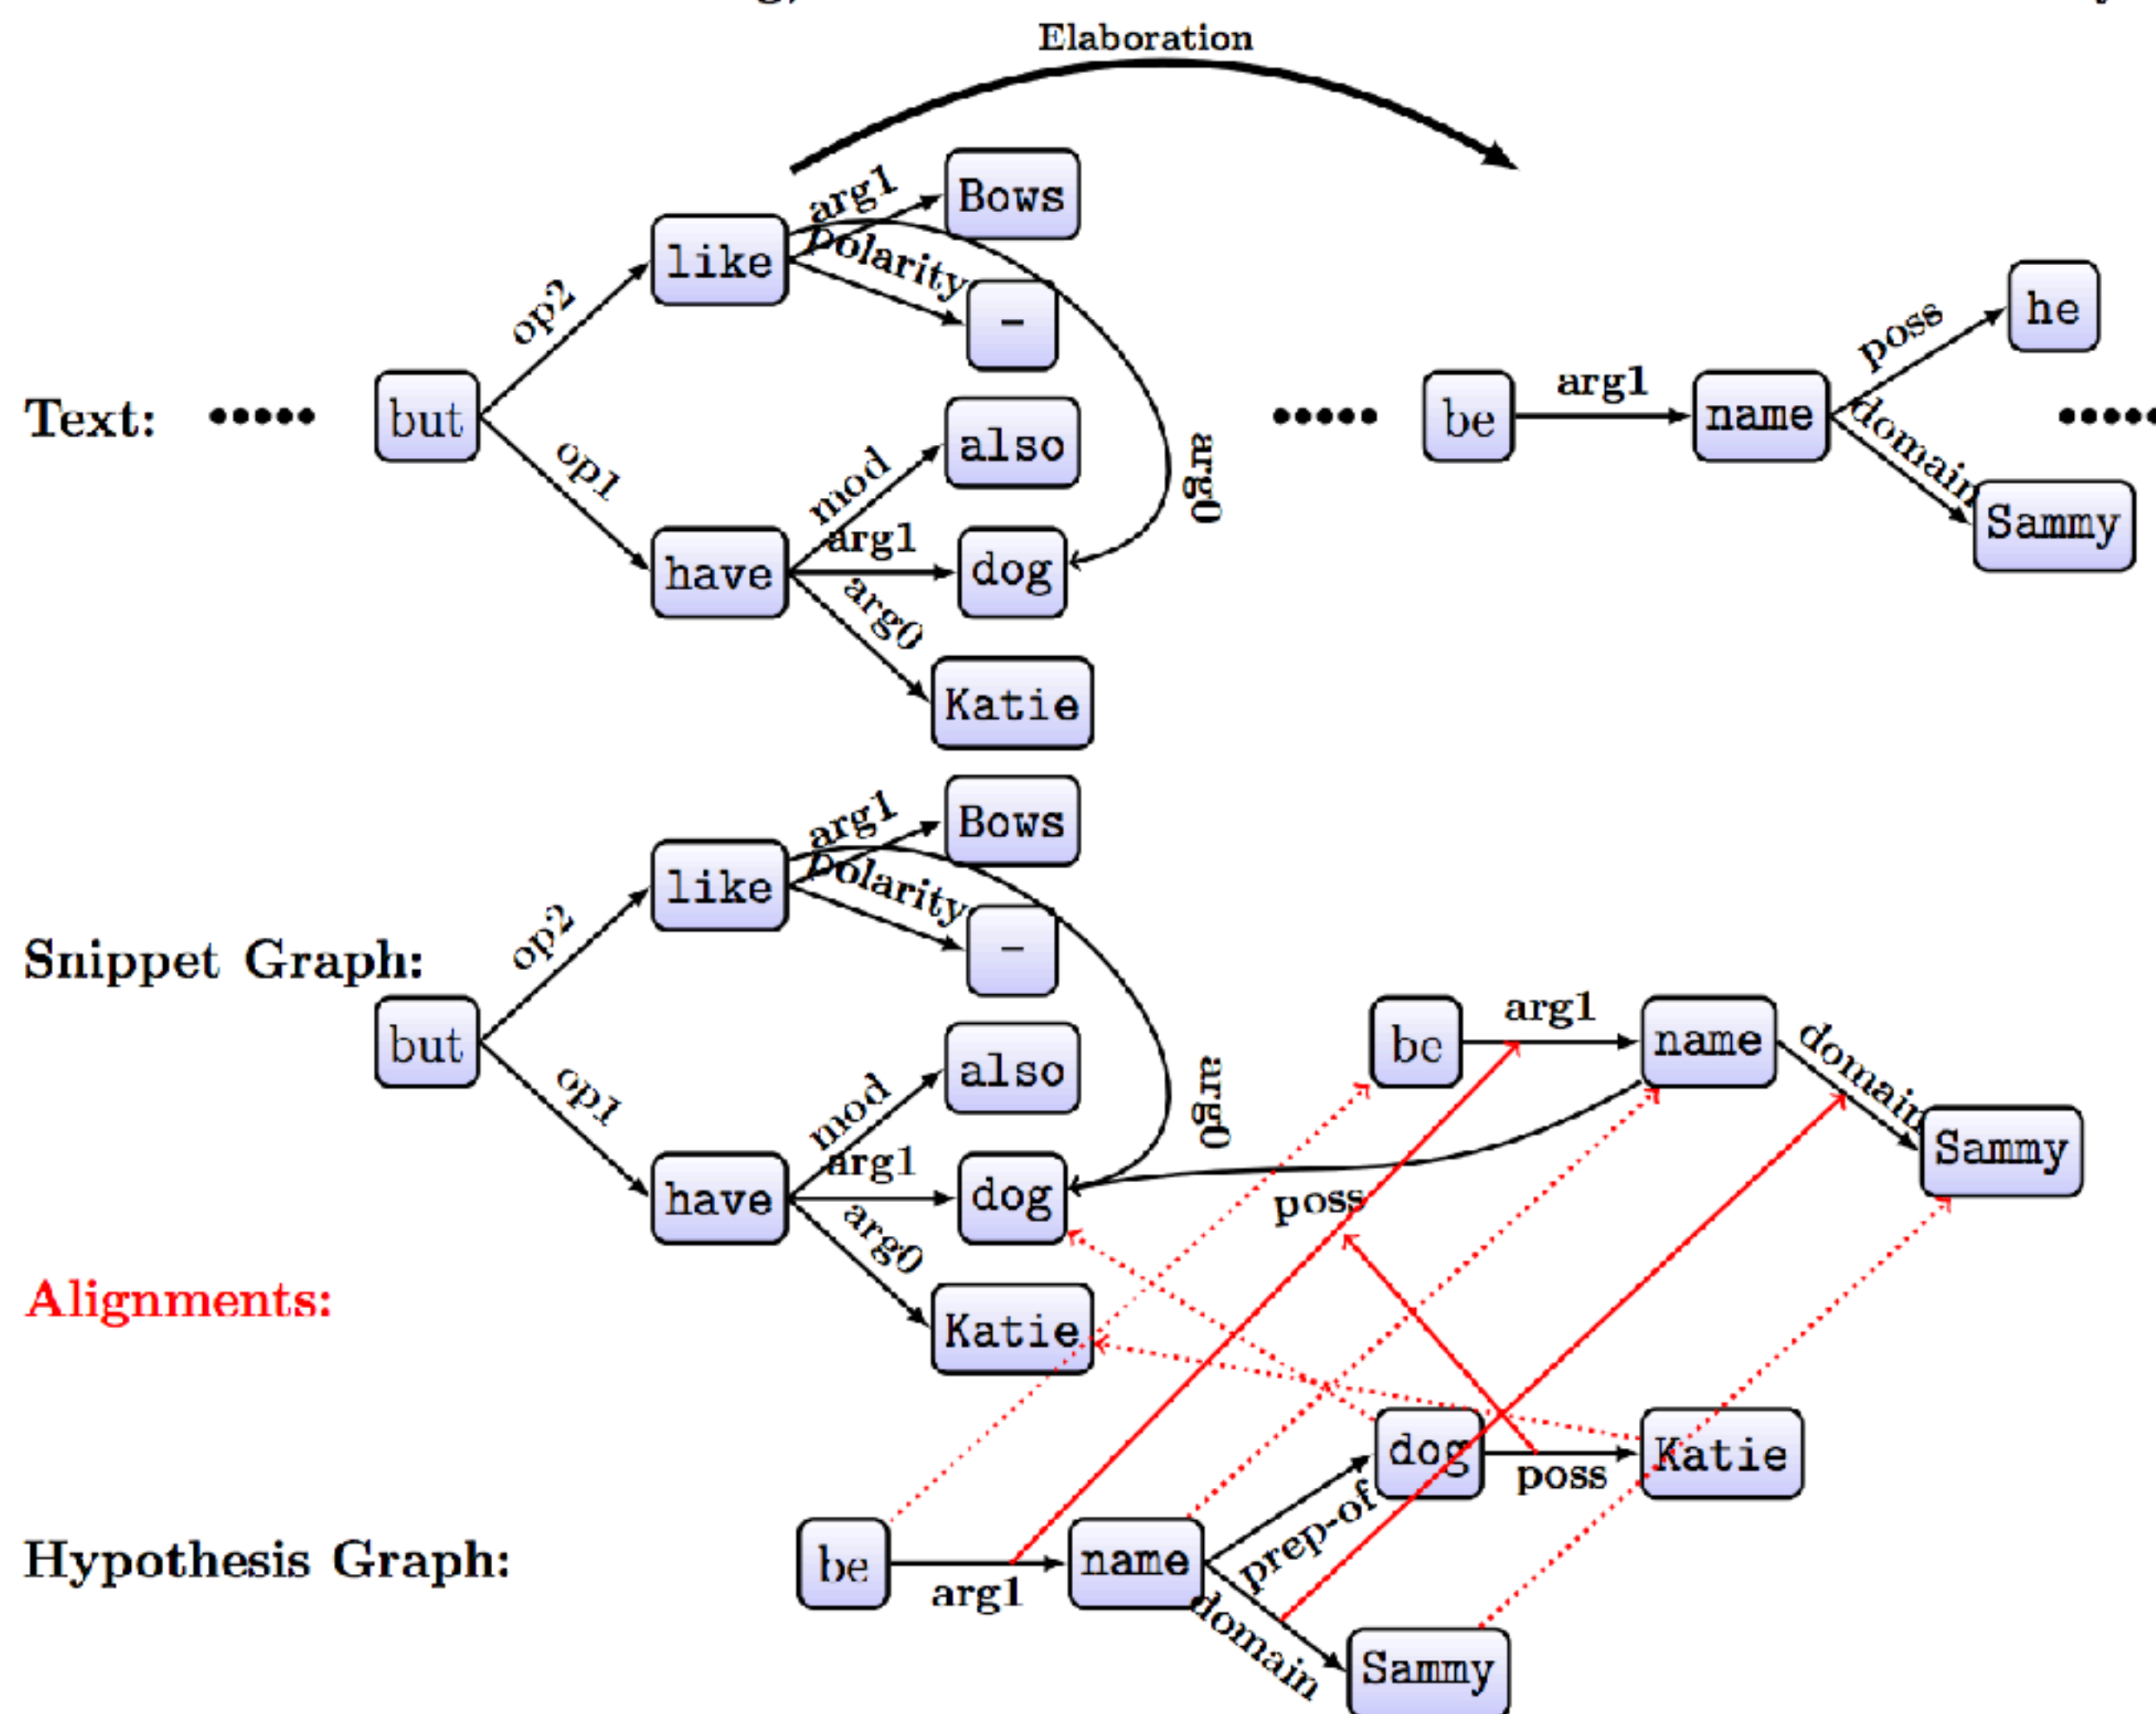 Elaboration
arg1
Bows
like
polarity
-
op2
he
poss
Text:
but
be
arg1
name
domain
Sammy
op1
mod
also
arg0
have
arg1
dog
arg0
Katie
arg1
Bows
like
polarity
-
op2
Snippet Graph:
but
be
arg1
name
domain
Sammy
op1
mod
also
arg0
have
arg1
dog
poss
arg0
Katie
Alignments:
dog
poss
Katie
prep-of
Hypothesis Graph:
be
arg1
name
domain
Sammy